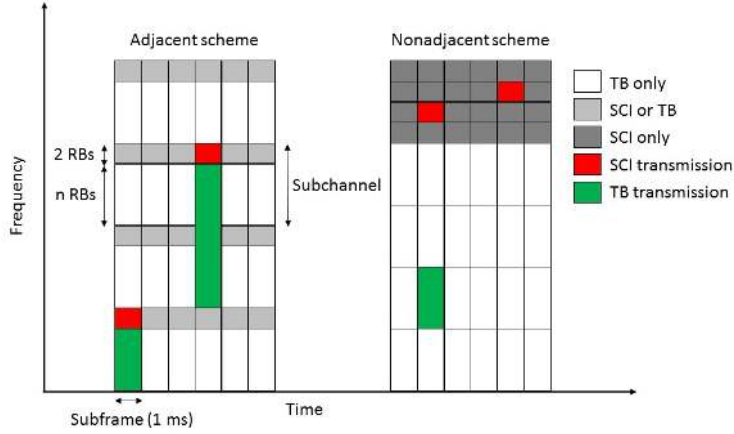 Adjacent scheme
Nonadjacent scheme
TB only
SCI or TB
SCI only
SCI transmission
TB transmission
2 RBs
n RBs
Subchannel
Frequency
Time
Subframe (1 ms)